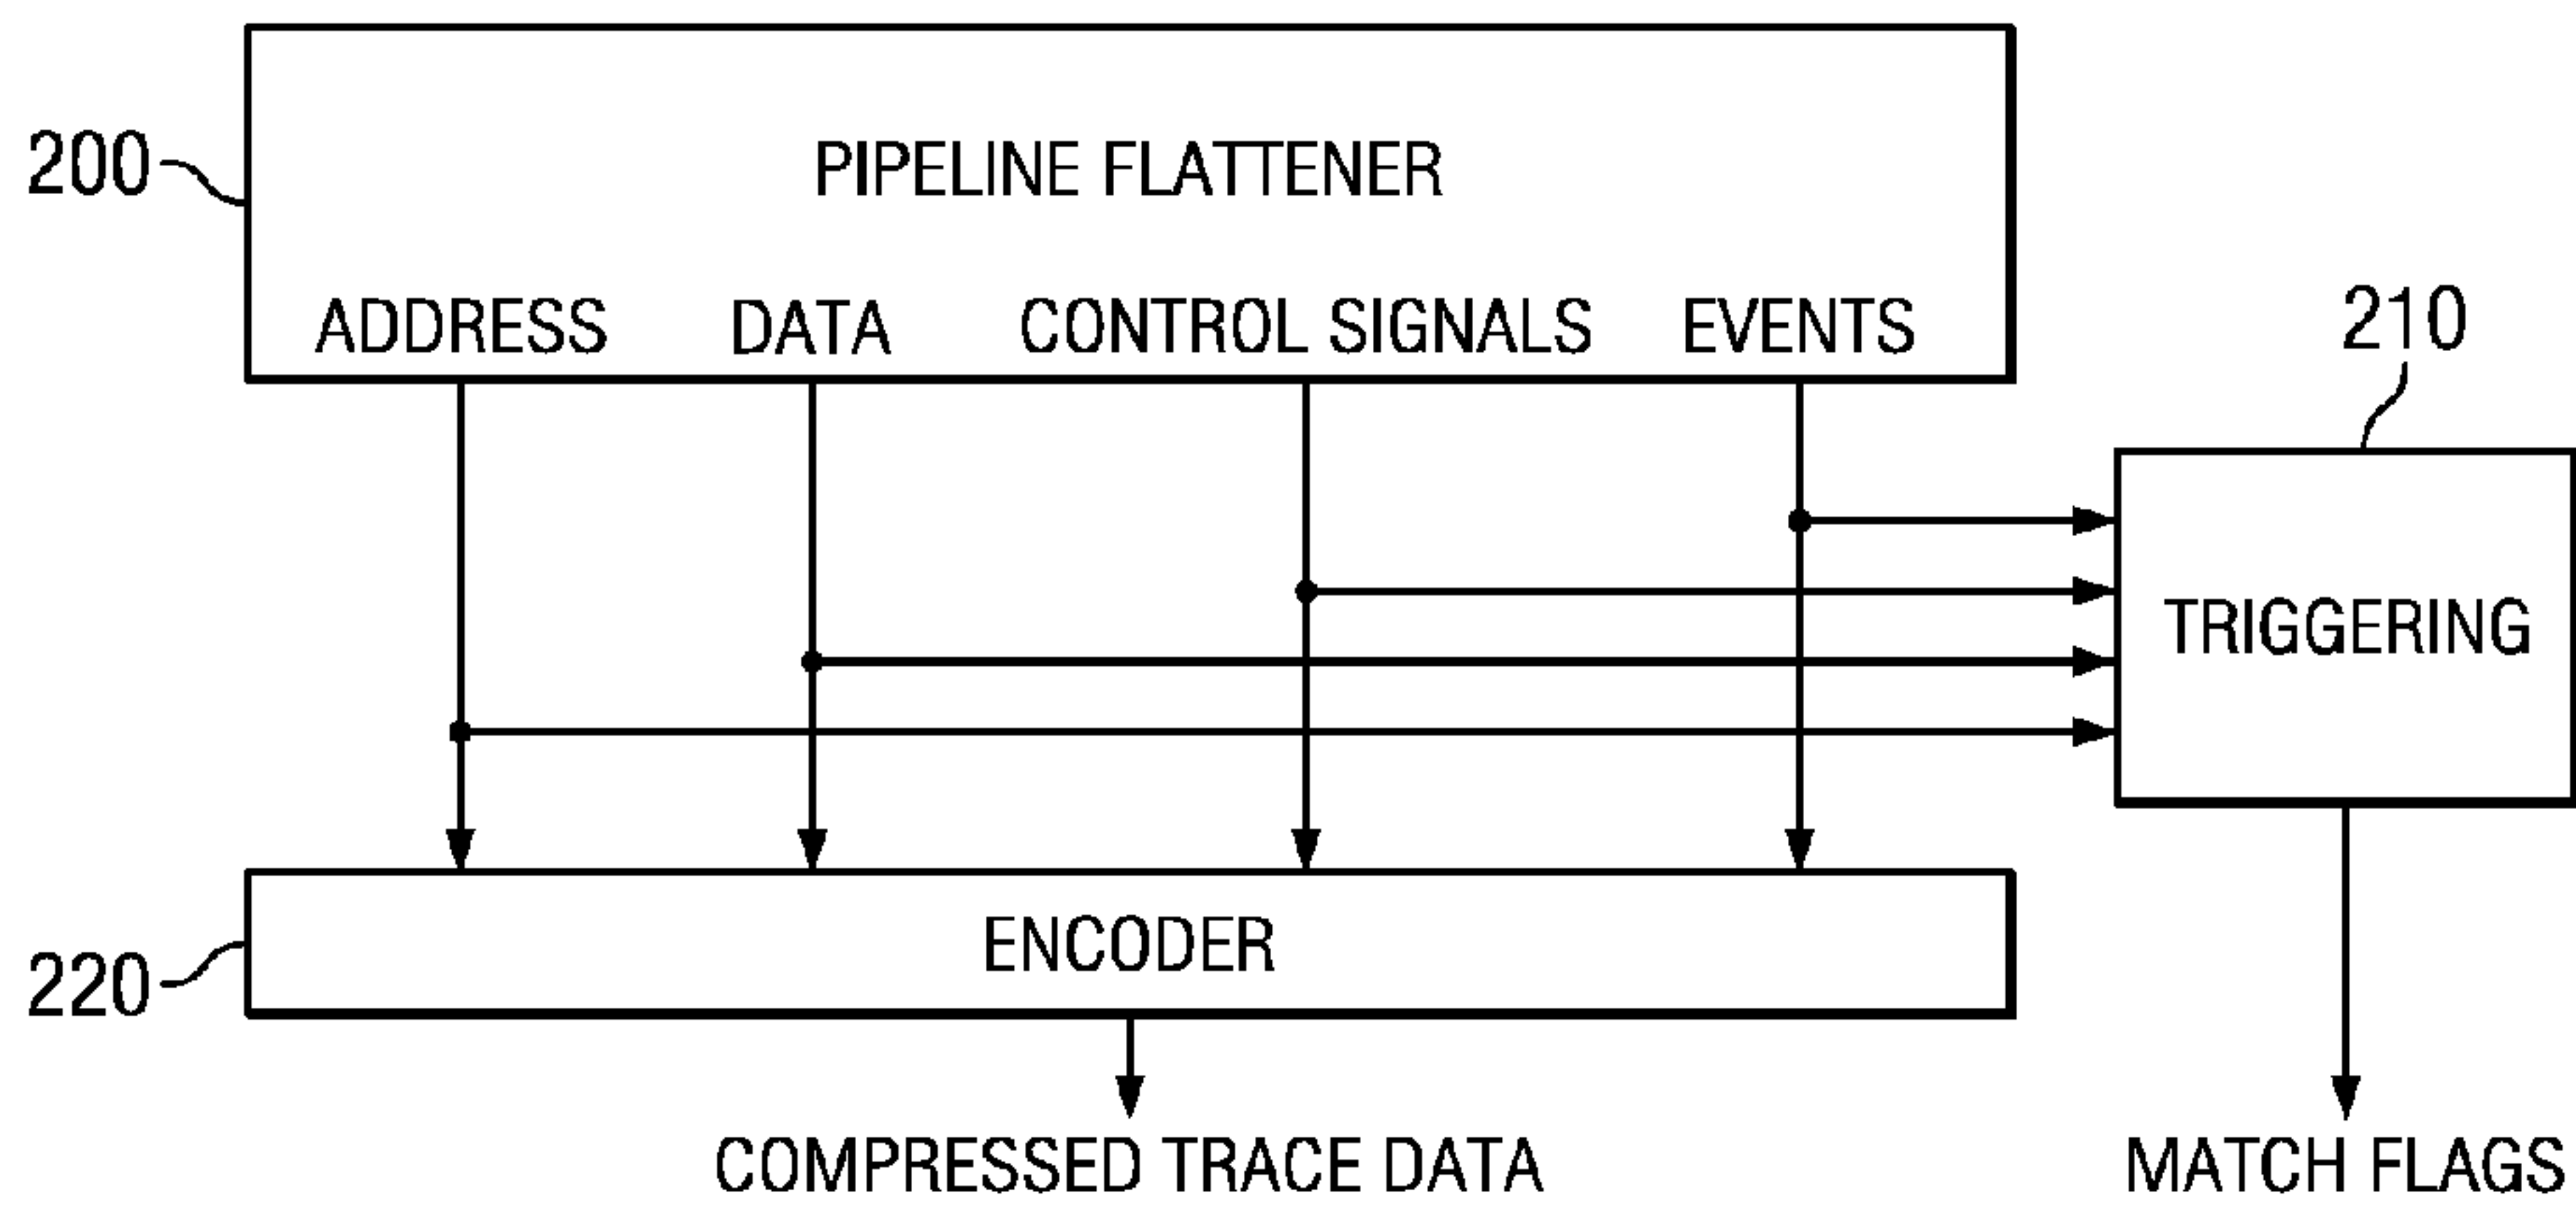 PIPELINE FLATTENER
200
ADDRESS DATA CONTROL SIGNALS EVENTS
210
TRIGGERING
ENCODER
220
COMPRESSED TRACE DATA
MATCH FLAGS